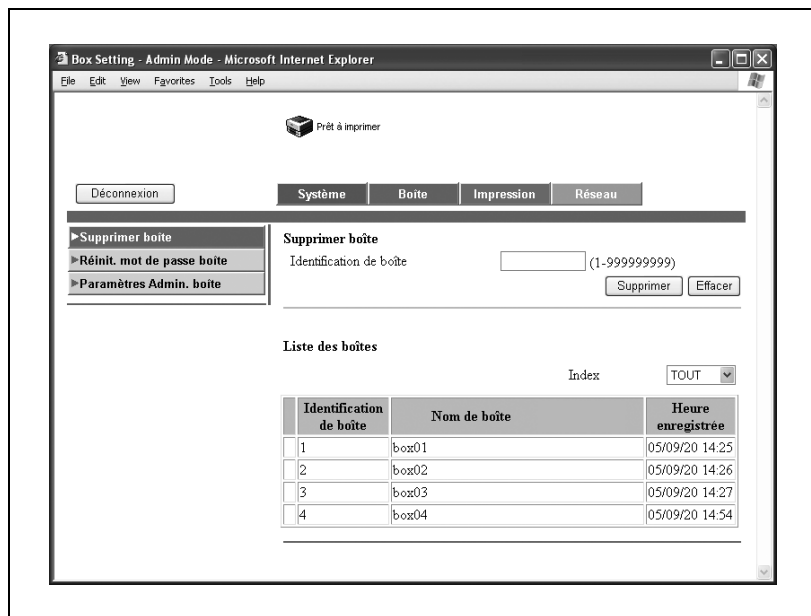 Box Setting - Admin Mode - Microsoft Internet Explorer
File Edit View Favorites Tools Help
Prêt à imprimer
Déconnexion
Système Boîte Impression Réseau
Supprimer boîte
Réinit. mot de passe boîte
Paramètres Admin. boîte
Supprimer boîte
Identification de boîte (1-999999999)
Supprimer Effacer
Liste des boîtes
Index TOUT
Identification de boîte Nom de boîte Heure enregistrée
1 box01 05/09/20 14:25
2 box02 05/09/20 14:26
3 box03 05/09/20 14:27
4 box04 05/09/20 14:54